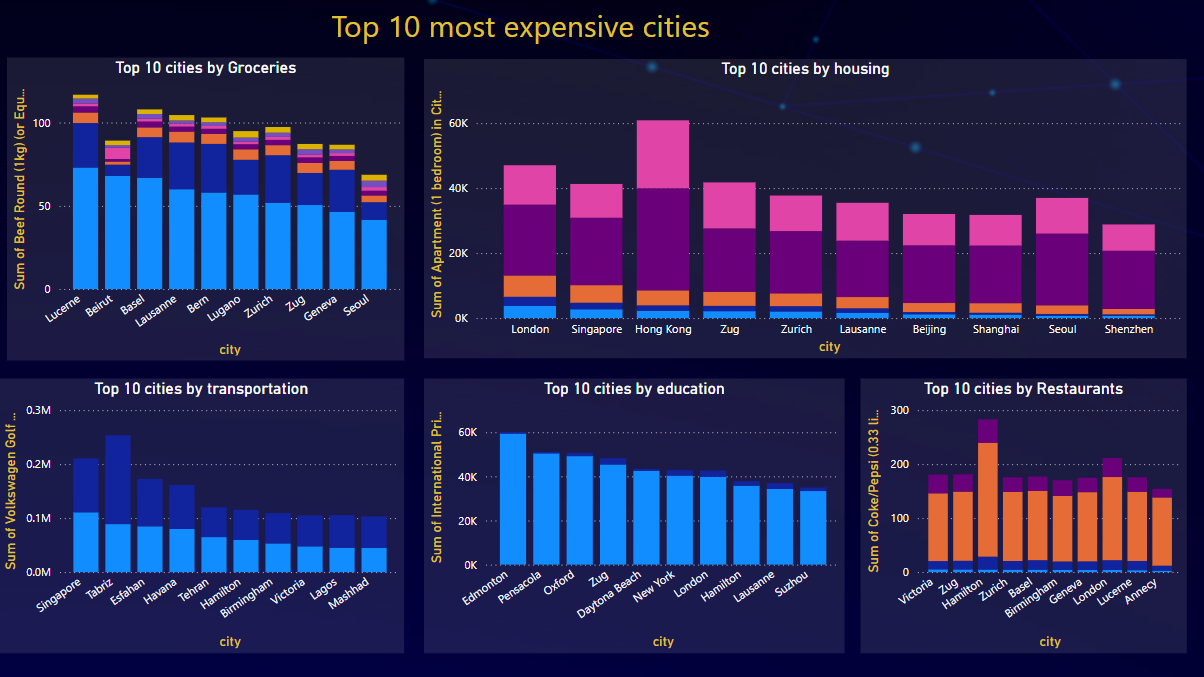 Top 10 most expensive cities
Top 10 cities by Groceries
Sum of Beef Round (1kg) (or Equ...
100
50
0
Lucerne
Beirut
Basel
Lausanne
Bern
Lugano
Zurich
Zug
Geneva
Seoul
city
Top 10 cities by housing
Sum of Apartment (1 bedroom) in Cit...
60K
40K
20K
0K
London
Singapore
Hong Kong
Zug
Zurich
Lausanne
Beijing
Shanghai
Seoul
Shenzhen
city
Top 10 cities by transportation
Sum of Volkswagen Golf ...
0.3M
0.2M
0.1M
0.0M
Singapore
Tabriz
Esfahan
Havana
Tehran
Hamilton
Birmingham
Victoria
Lagos
Mashhad
city
Top 10 cities by education
Sum of International Pri...
60K
40K
20K
0K
Edmonton
Pensacola
Oxford
Zug
Daytona Beach
New York
London
Hamilton
Lausanne
Suzhou
city
Top 10 cities by Restaurants
Sum of Coke/Pepsi (0.33 li...
300
200
100
0
Victoria
Zug
Hamilton
Zurich
Basel
Birmingham
Geneva
London
Lucerne
Annecy
city